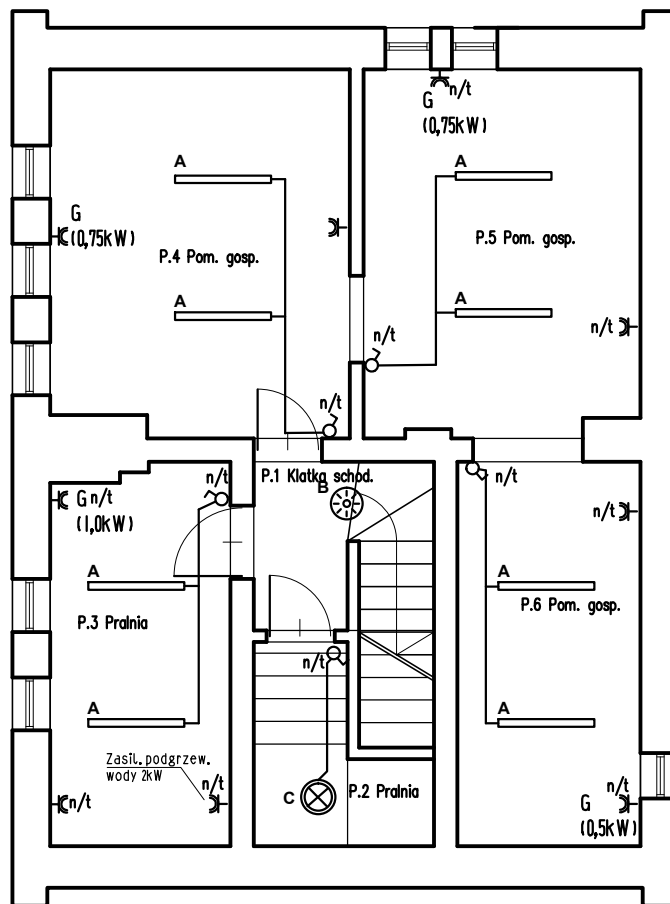 n/t
G
(0,75kW)
A
A
G
(0,75kW)
P.4 Pom. gosp.
P.5 Pom. gosp.
A
A
n/t
n/t
n/t
P.1 Klatka schod.
B
n/t
n/t
G n/t
(1,0kW)
n/t
A
A
P.6 Pom. gosp.
P.3 Pralnia
n/t
A
A
Zasil. podgrzew.
wody 2kW
n/t
n/t
n/t
C
P.2 Pralnia
G
(0,5kW)